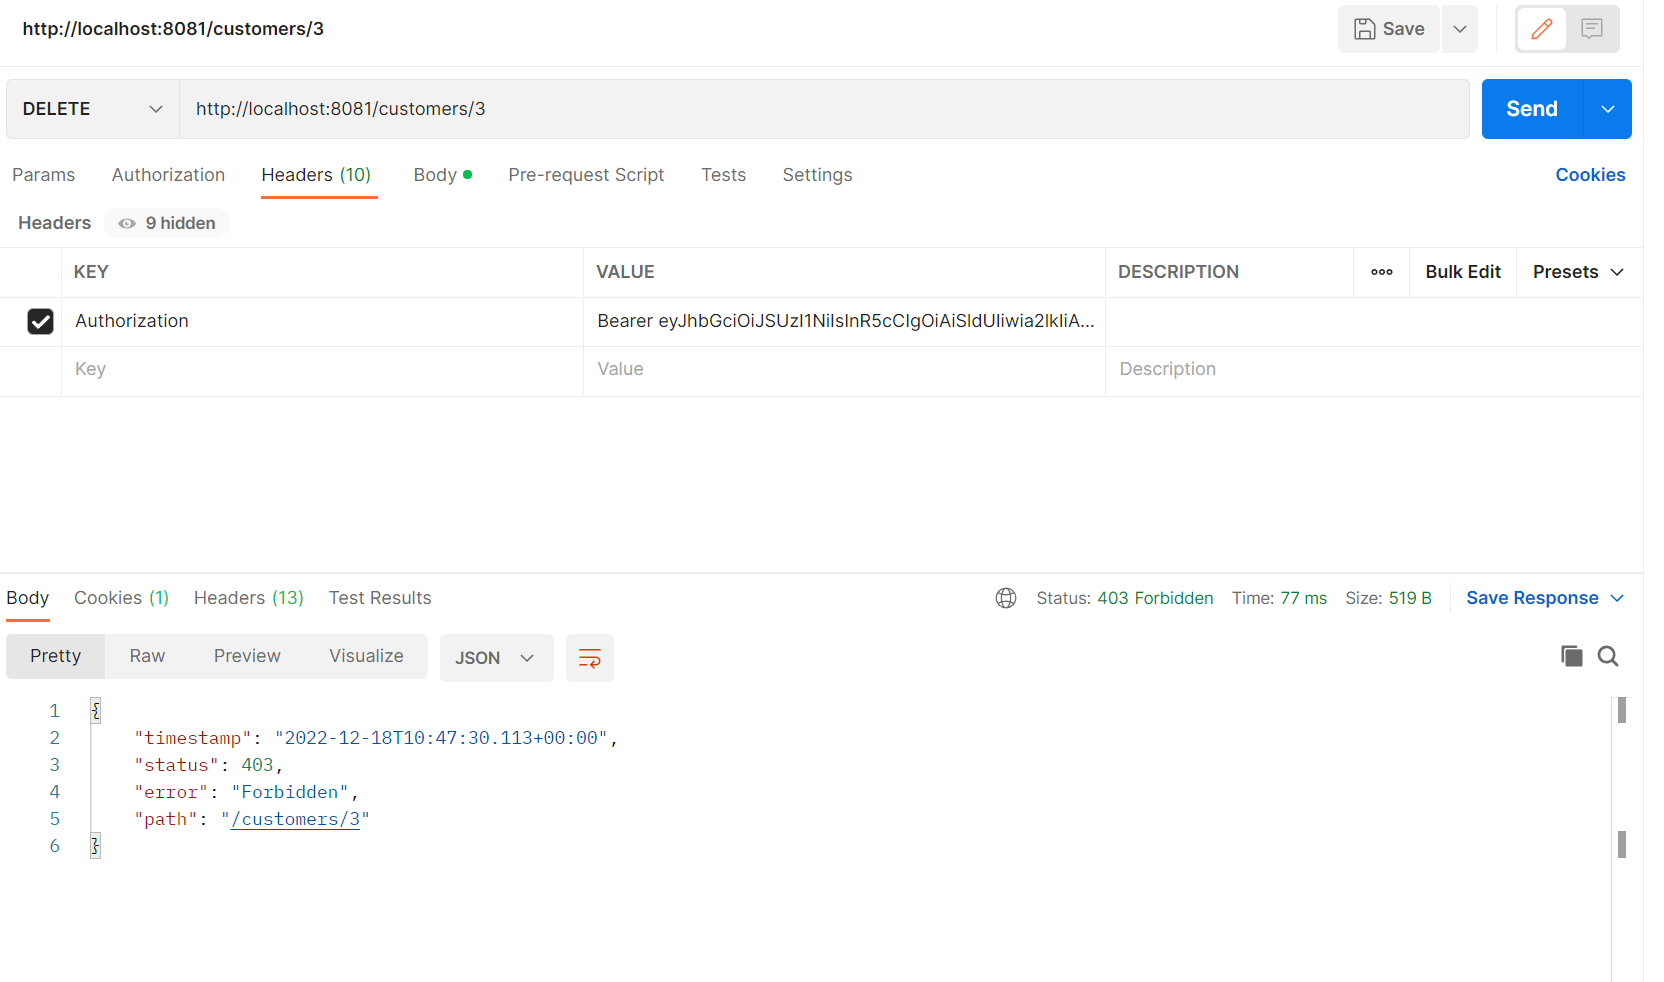 http://localhost:8081/customers/3
Save
DELETE
http://localhost:8081/customers/3
Send
Params Authorization Headers (10) Body Pre-request Script Tests Settings Cookies
Headers 9 hidden
KEY VALUE DESCRIPTION ooo Bulk Edit Presets
Authorization Bearer eyJhbGciOiJSUzI1NiIsInR5cCIgOiAiSldUIiwia2lkIiA...
Key Value Description
Body Cookies (1) Headers (13) Test Results Status: 403 Forbidden Time: 77 ms Size: 519 B Save Response
Pretty Raw Preview Visualize JSON
1 {
2 "timestamp": "2022-12-18T10:47:30.113+00:00",
3 "status": 403,
4 "error": "Forbidden",
5 "path": "/customers/3"
6 }